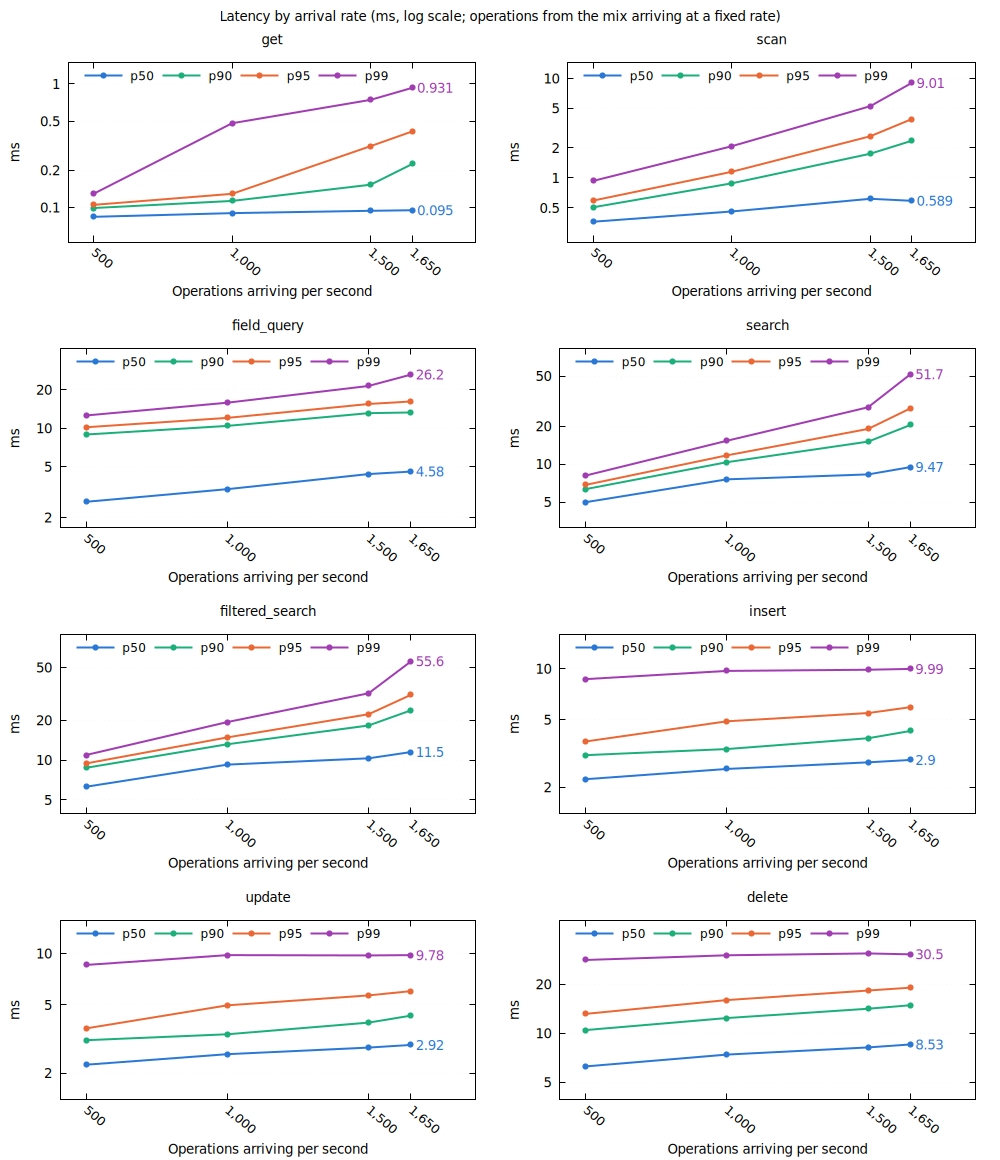 Latency by arrival rate (ms, log scale; operations from the mix arriving at a fixed rate)
get
p50 p90 p95 p99
1
0.5
0.2
0.1
ms
0.931
0.095
500 1,000 1,500 1,650
Operations arriving per second
scan
p50 p90 p95 p99
10
5
2
1
0.5
ms
9.01
0.589
500 1,000 1,500 1,650
Operations arriving per second
field_query
p50 p90 p95 p99
20
10
5
2
ms
26.2
4.58
500 1,000 1,500 1,650
Operations arriving per second
search
p50 p90 p95 p99
50
20
10
5
ms
51.7
9.47
500 1,000 1,500 1,650
Operations arriving per second
filtered_search
p50 p90 p95 p99
50
20
10
5
ms
55.6
11.5
500 1,000 1,500 1,650
Operations arriving per second
insert
p50 p90 p95 p99
10
5
2
ms
9.99
2.9
500 1,000 1,500 1,650
Operations arriving per second
update
p50 p90 p95 p99
10
5
2
ms
9.78
2.92
500 1,000 1,500 1,650
Operations arriving per second
delete
p50 p90 p95 p99
20
10
5
ms
30.5
8.53
500 1,000 1,500 1,650
Operations arriving per second